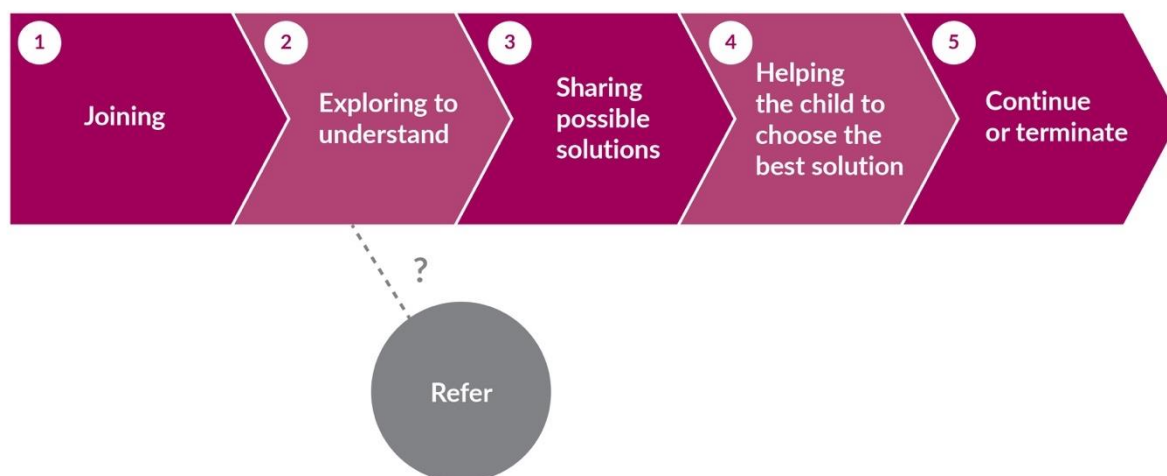 1
Joining
2
Exploring to
understand
3
Sharing
possible
solutions
4
Helping
the child to
choose the
best solution
5
Continue
or terminate
?
Refer